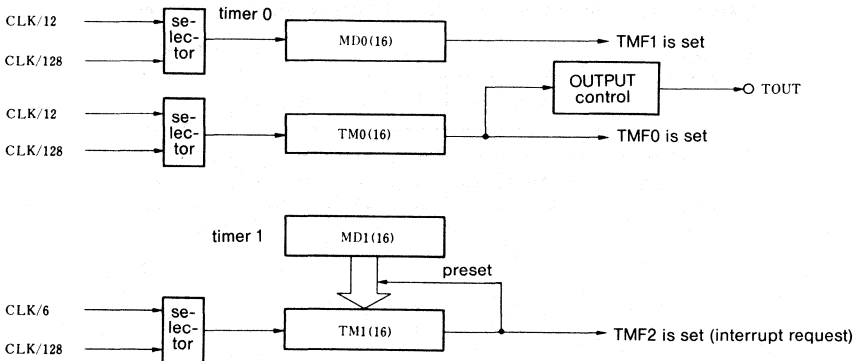 timer 0
CLK/12
CLK/128
se-
lec-
tor
MD0(16)
TMF1 is set
OUTPUT
control
TOUT
CLK/12
CLK/128
se-
lec-
tor
TM0(16)
TMF0 is set
timer 1
MD1(16)
preset
CLK/6
CLK/128
se-
lec-
tor
TM1(16)
TMF2 is set (interrupt request)